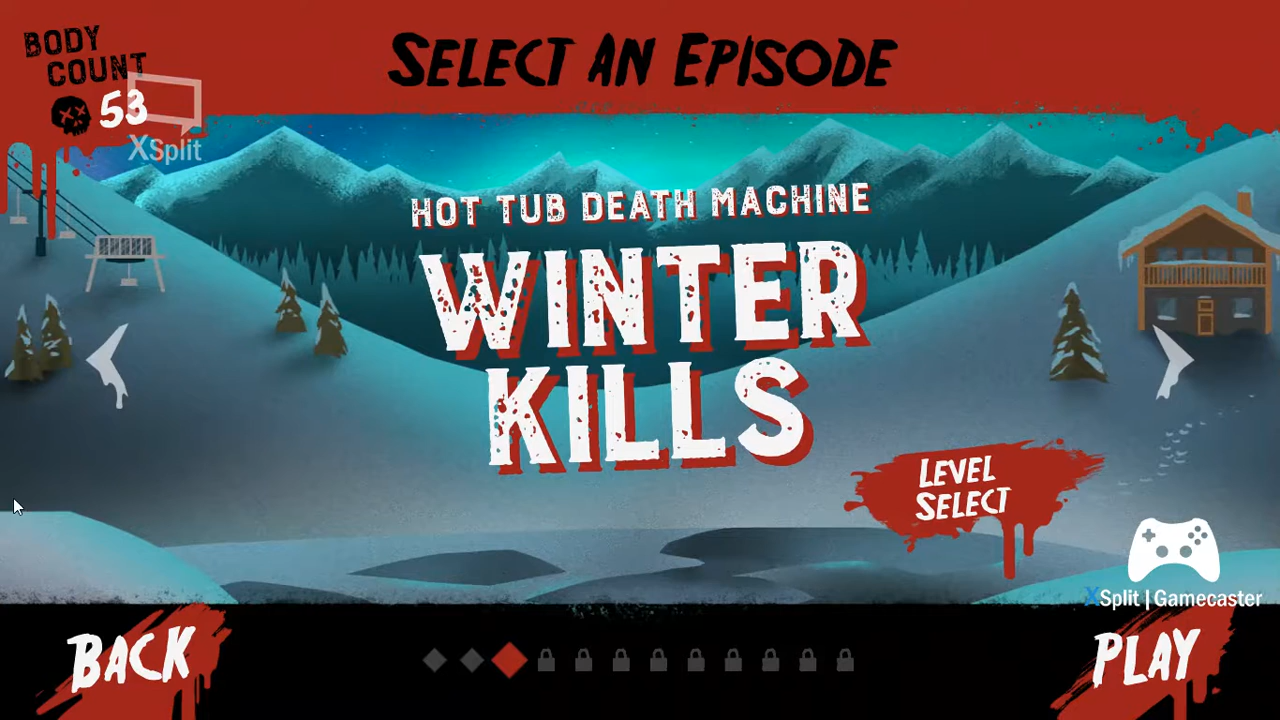 BODY
COUNT
53
XSplit
SELECT AN EPISODE
HOT TUB DEATH MACHINE
WINTER
KILLS
LEVEL
SELECT
XSplit | Gamecaster
BACK
PLAY